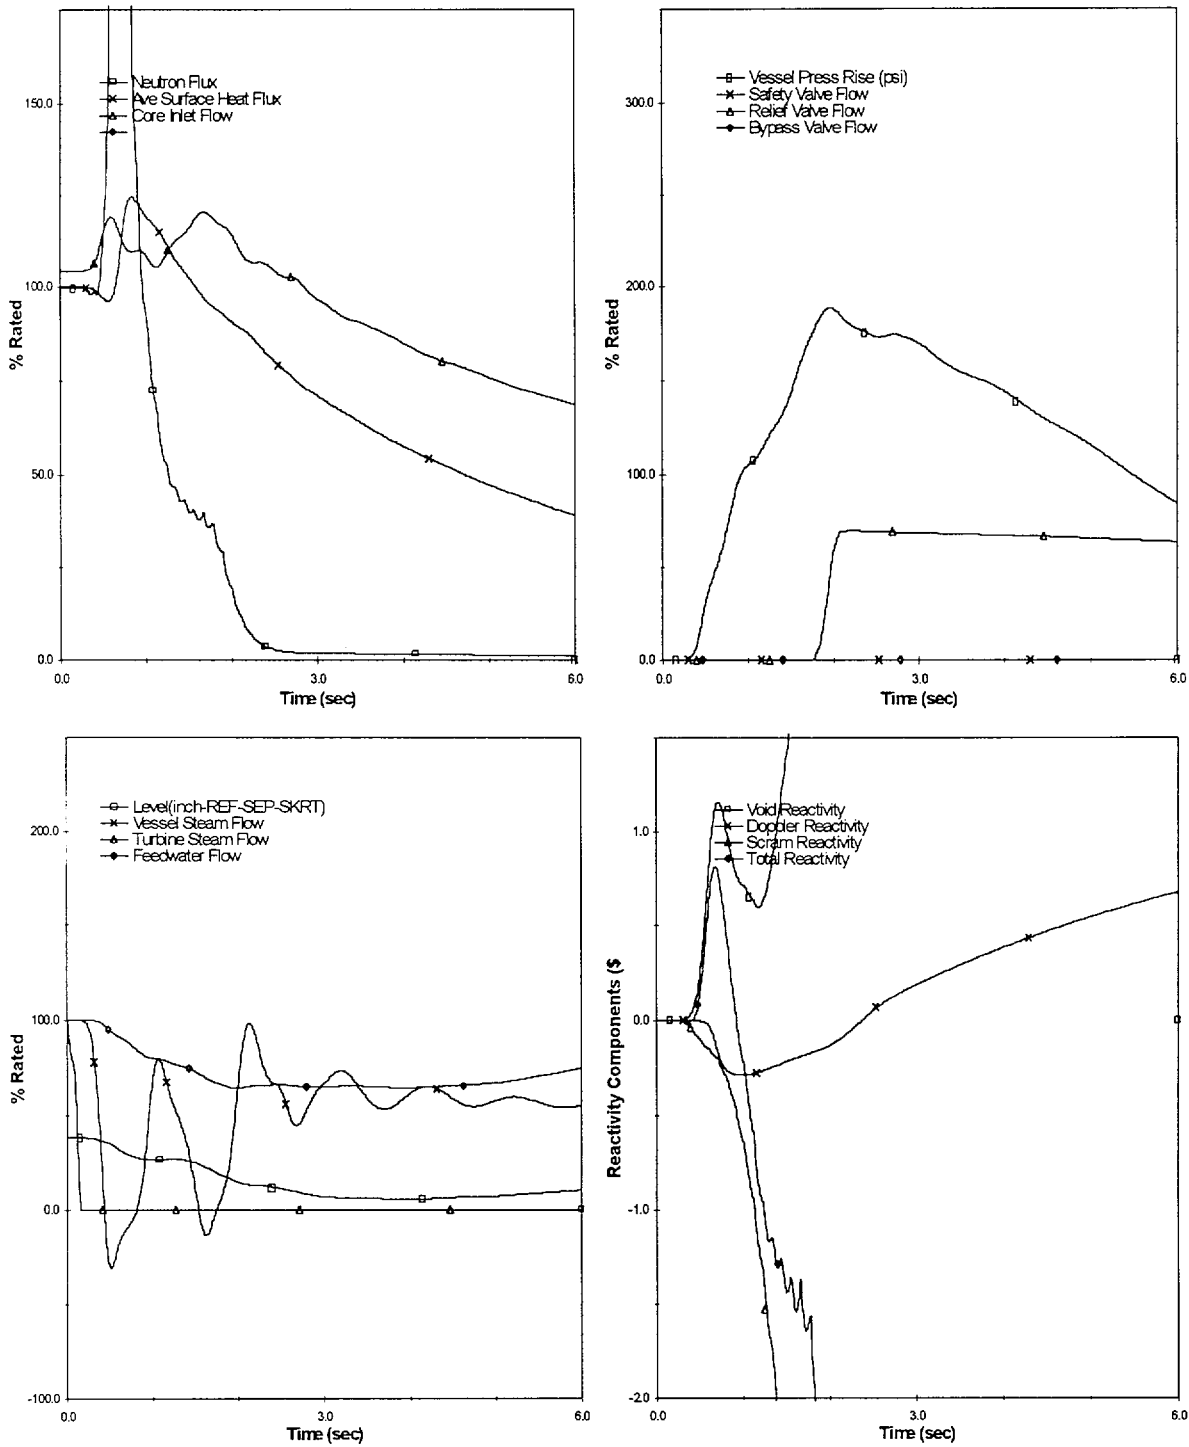 Neutron Flux
Ave Surface Heat Flux
Core Inlet Flow
150.0
100.0
50.0
0.0
% Rated
0.0
3.0
6.0
Time (sec)
Vessel Press Rise (psi)
Safety Valve Flow
Relief Valve Flow
Bypass Valve Flow
300.0
200.0
100.0
0.0
% Rated
0.0
3.0
6.0
Time (sec)
Level(inch-REF-SEP-SKRT)
Vessel Steam Flow
Turbine Steam Flow
Feedwater Flow
200.0
100.0
0.0
-100.0
% Rated
0.0
3.0
6.0
Time (sec)
Void Reactivity
Doppler Reactivity
Scram Reactivity
Total Reactivity
1.0
0.0
-1.0
-2.0
Reactivity Components ($
0.0
3.0
6.0
Time (sec)